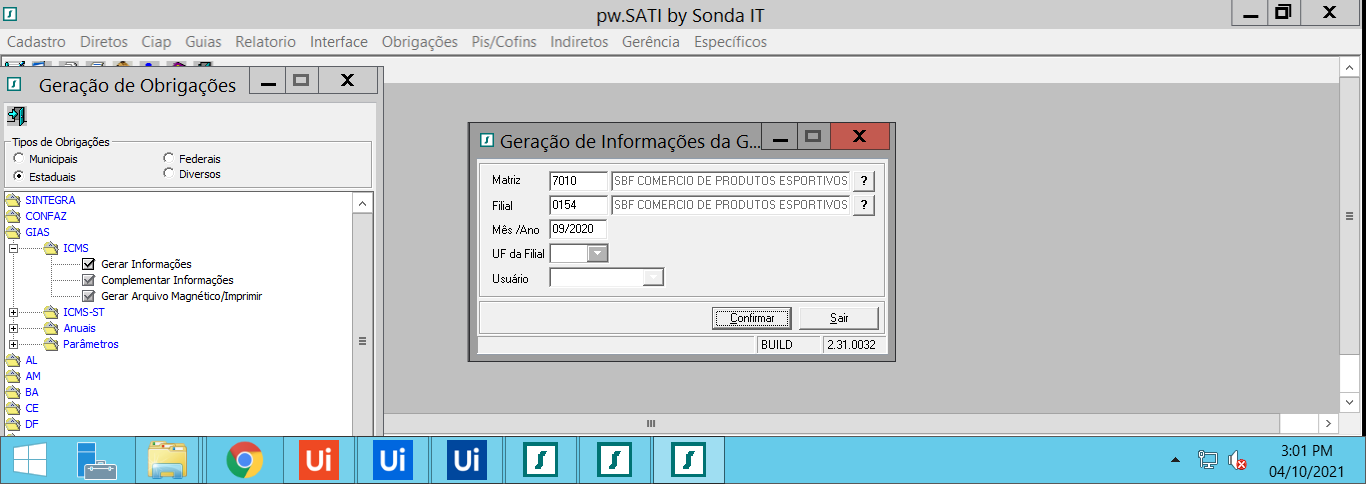 pw.SATI by Sonda IT
Cadastro Diretos Ciap Guias Relatorio Interface Obrigações Pis/Cofins Indiretos Gerência Específicos
Geração de Obrigações
Tipos de Obrigações
Municipais Federais
Estaduais Diversos
SINTEGRA
CONFAZ
GIAS
ICMS
Gerar Informações
Complementar Informações
Gerar Arquivo Magnético/Imprimir
ICMS-ST
Anuais
Parâmetros
AL
AM
BA
CE
DF
Geração de Informações da G...
Matriz 7010 SBF COMERCIO DE PRODUTOS ESPORTIVOS ?
Filial 0154 SBF COMERCIO DE PRODUTOS ESPORTIVOS ?
Mês /Ano 09/2020
UF da Filial
Usuário
Confirmar Sair
BUILD 2.31.0032
Ui Ui Ui
3:01 PM
04/10/2021